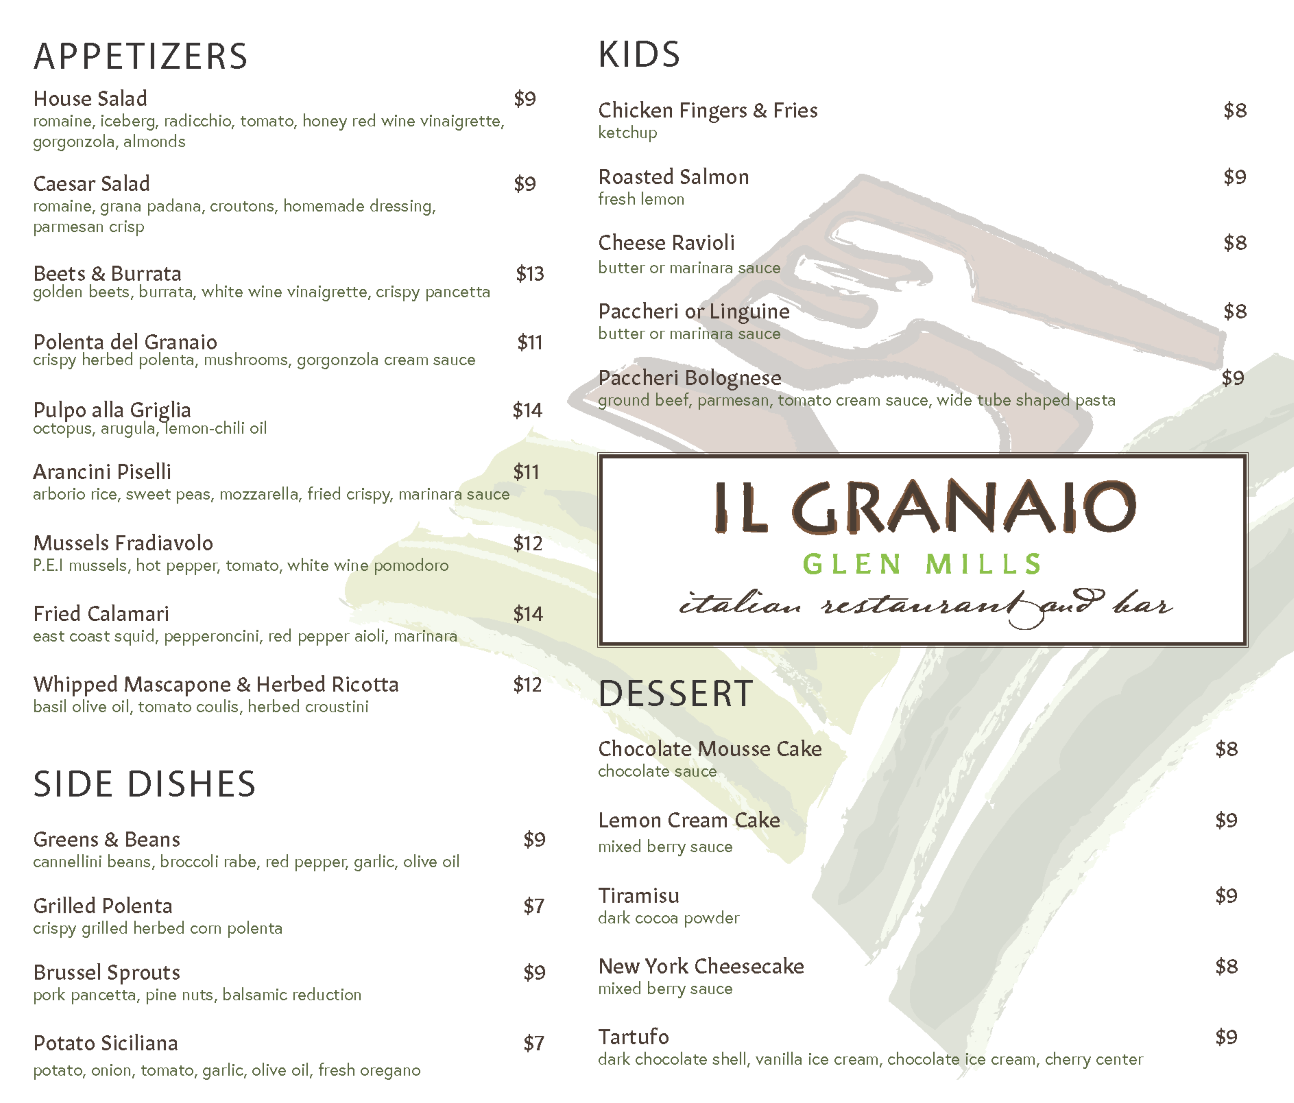 APPETIZERS
House Salad $9
romaine, iceberg, radicchio, tomato, honey red wine vinaigrette,
gorgonzola, almonds
Caesar Salad $9
romaine, grana padana, croutons, homemade dressing,
parmesan crisp
Beets & Burrata $13
golden beets, burrata, white wine vinaigrette, crispy pancetta
Polenta del Granaio $11
crispy herbed polenta, mushrooms, gorgonzola cream sauce
Pulpo alla Griglia $14
octopus, arugula, lemon-chili oil
Arancini Piselli $11
arborio rice, sweet peas, mozzarella, fried crispy, marinara sauce
Mussels Fradiavolo $12
P.E.I mussels, hot pepper, tomato, white wine pomodoro
Fried Calamari $14
east coast squid, pepperoncini, red pepper aioli, marinara
Whipped Mascapone & Herbed Ricotta $12
basil olive oil, tomato coulis, herbed croustini
SIDE DISHES
Greens & Beans $9
cannellini beans, broccoli rabe, red pepper, garlic, olive oil
Grilled Polenta $7
crispy grilled herbed corn polenta
Brussel Sprouts $9
pork pancetta, pine nuts, balsamic reduction
Potato Siciliana $7
potato, onion, tomato, garlic, olive oil, fresh oregano
KIDS
Chicken Fingers & Fries $8
ketchup
Roasted Salmon $9
fresh lemon
Cheese Ravioli $8
butter or marinara sauce
Paccheri or Linguine $8
butter or marinara sauce
Paccheri Bolognese $9
ground beef, parmesan, tomato cream sauce, wide tube shaped pasta
IL GRANAIO
GLEN MILLS
italian restaurant and bar
DESSERT
Chocolate Mousse Cake $8
chocolate sauce
Lemon Cream Cake $9
mixed berry sauce
Tiramisu $9
dark cocoa powder
New York Cheesecake $8
mixed berry sauce
Tartufo $9
dark chocolate shell, vanilla ice cream, chocolate ice cream, cherry center